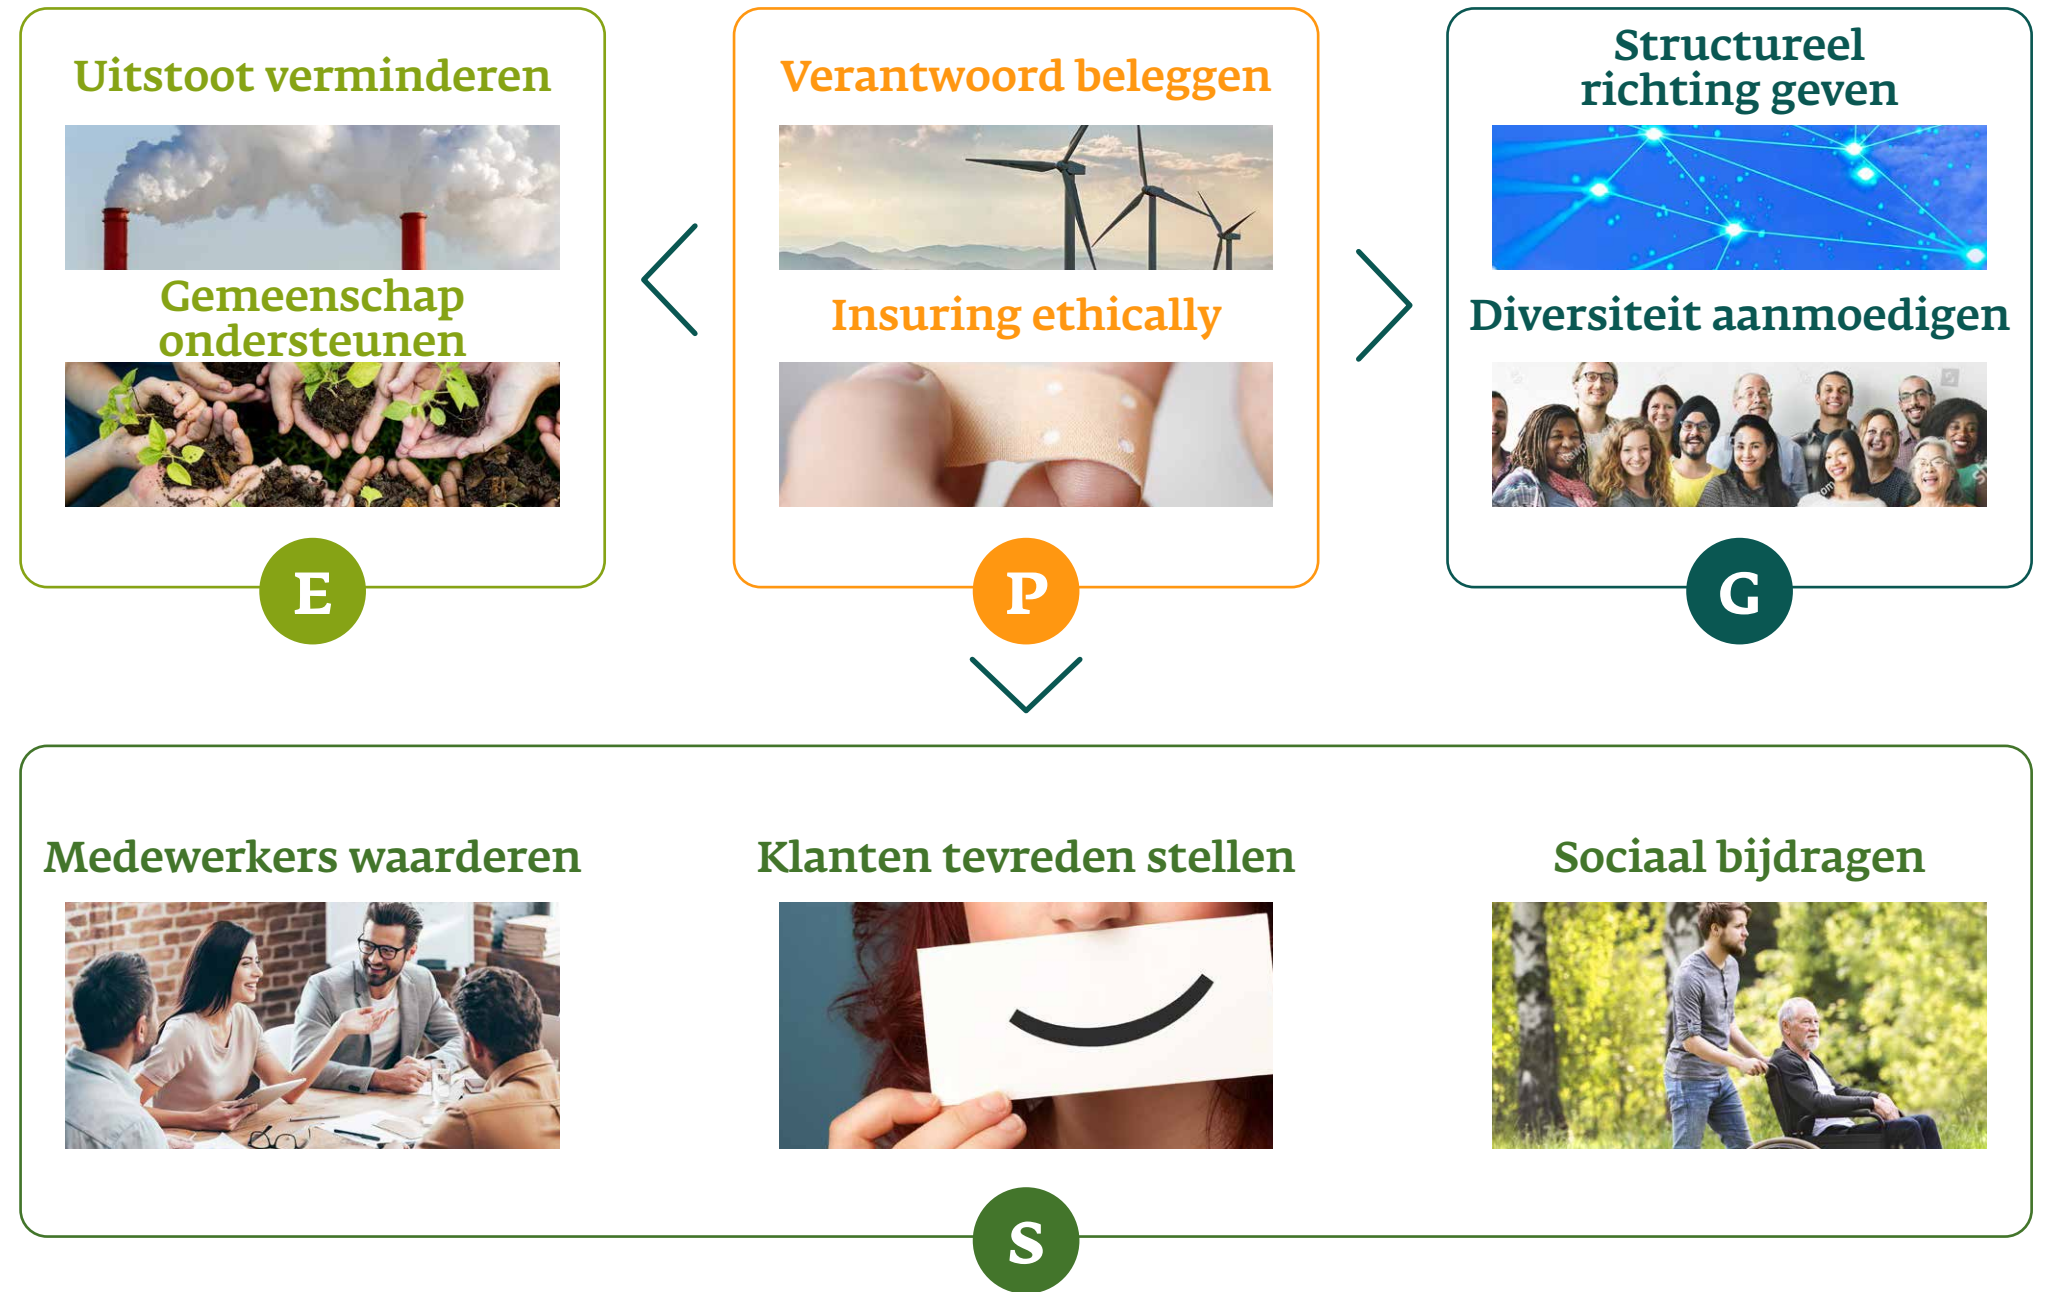 Uitstoot verminderen
Gemeenschap
ondersteunen
E
Verantwoord beleggen
Insuring ethically
P
Structureel
richting geven
Diversiteit aanmoedigen
G
Medewerkers waarderen
Klanten tevreden stellen
Sociaal bijdragen
S